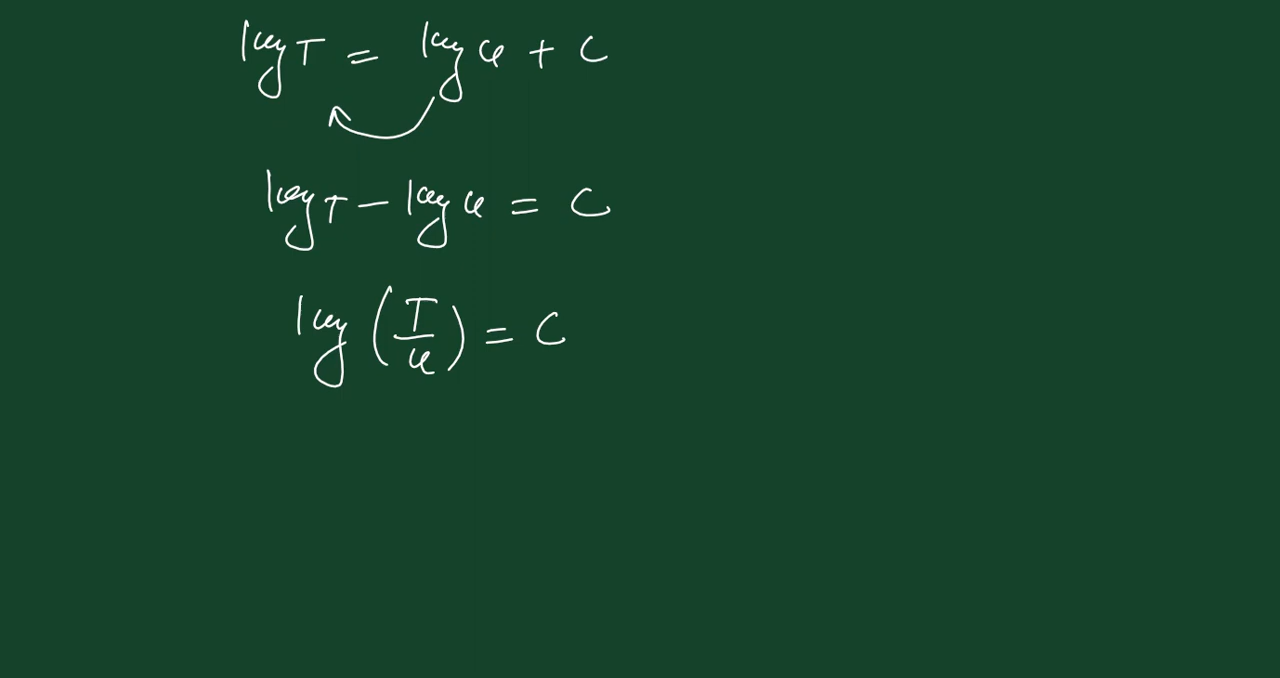 log T = log u + C
log T - log u = C
log (T/u) = C